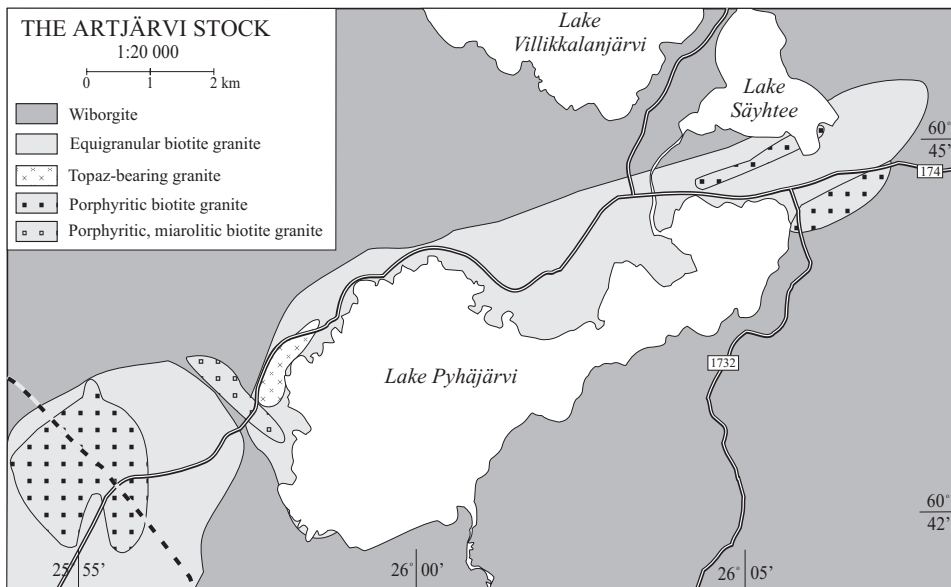 THE ARTJÄRVI STOCK
1:20 000
0 1 2 km
Wiborgite
Equigranular biotite granite
Topaz-bearing granite
Porphyritic biotite granite
Porphyritic, miarolitic biotite granite
Lake
Villikkalanjärvi
Lake
Säyhtee
60°
45’
174
1732
Lake Pyhäjärvi
60°
42’
25° 55’
26° 00’
26° 05’